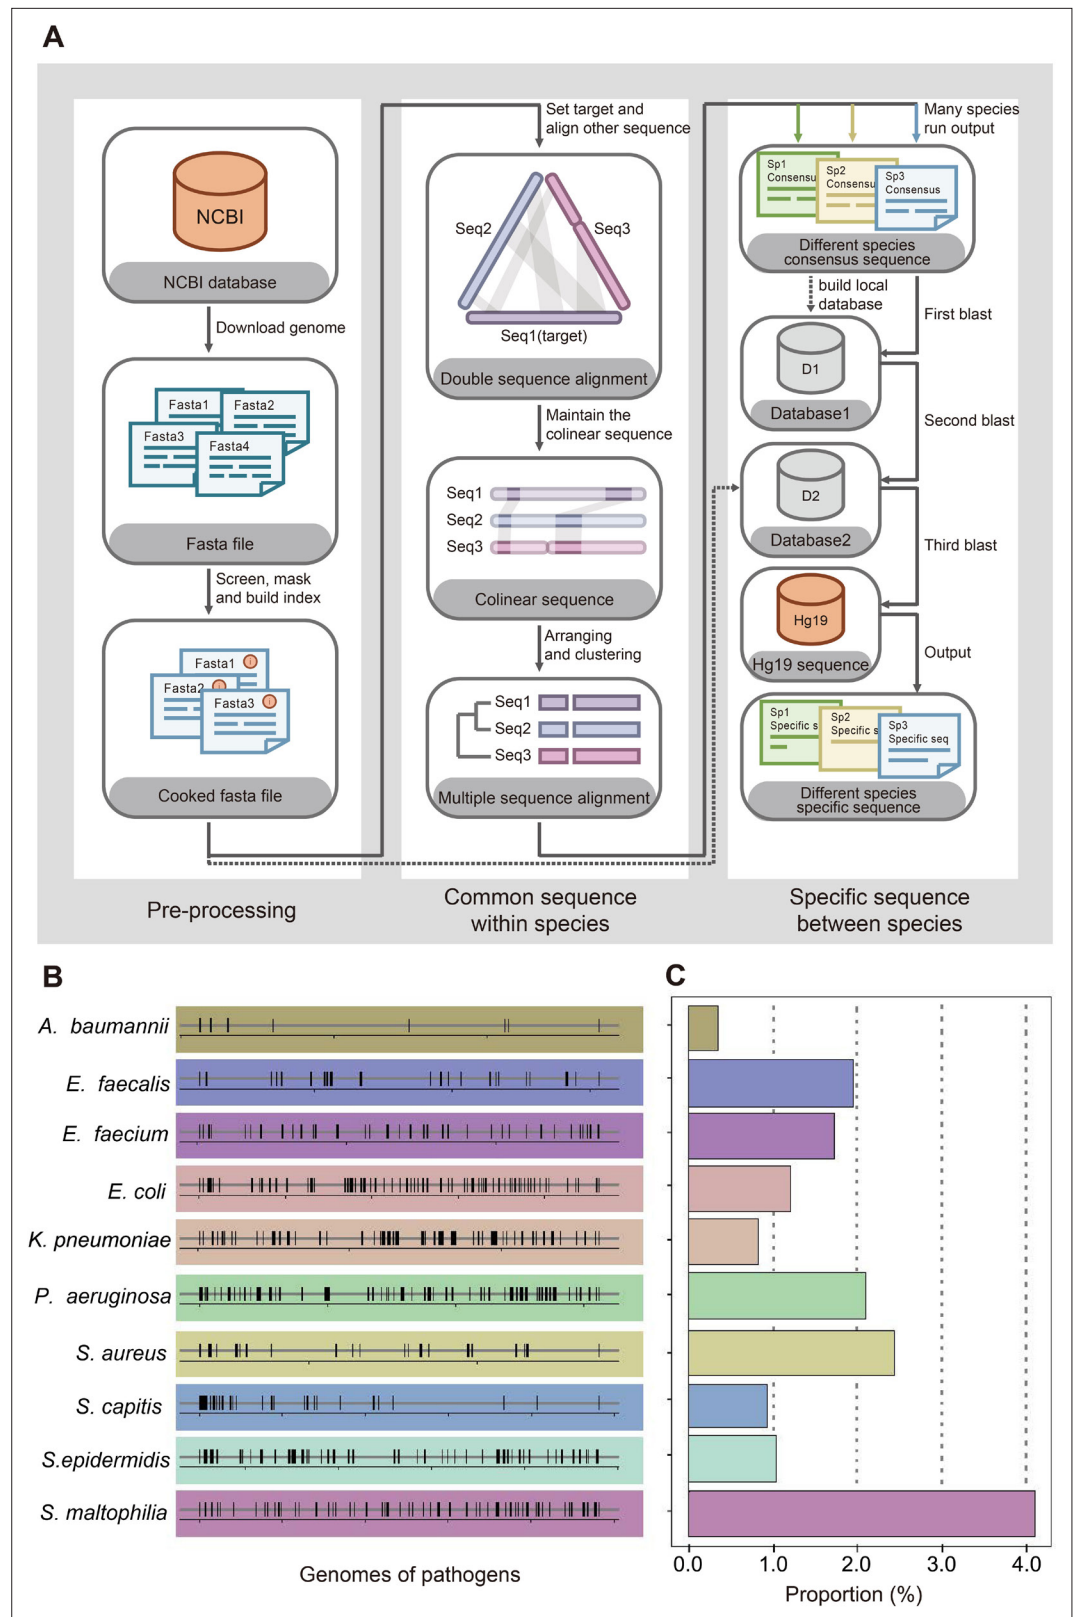 A
NCBI
NCBI database
Download genome
Fasta1
Fasta2
Fasta3
Fasta4
Fasta file
Screen, mask
and build index
Fasta1
i
Fasta2
Fasta3
i
Cooked fasta file
Pre-processing
Set target and
align other sequence
Seq2
Seq3
Seq1(target)
Double sequence alignment
Maintain the
colinear sequence
Seq1
Seq2
Seq3
Colinear sequence
Arranging
and clustering
Seq1
Seq2
Seq3
Multiple sequence alignment
Common sequence
within species
Many species
run output
Sp1
Consensu
Sp2
Consensu
Sp3
Consensus
Different species
consensus sequence
build local
database
First blast
D1
Database1
Second blast
D2
Database2
Third blast
Hg19
Hg19 sequence
Output
Sp1
Specific s
Sp2
Specific s
Sp3
Specific seq
Different species
specific sequence
Specific sequence
between species
B
A. baumannii
E. faecalis
E. faecium
E. coli
K. pneumoniae
P. aeruginosa
S. aureus
S. capitis
S.epidermidis
S. maltophilia
Genomes of pathogens
C
0.0 1.0 2.0 3.0 4.0
Proportion (%)